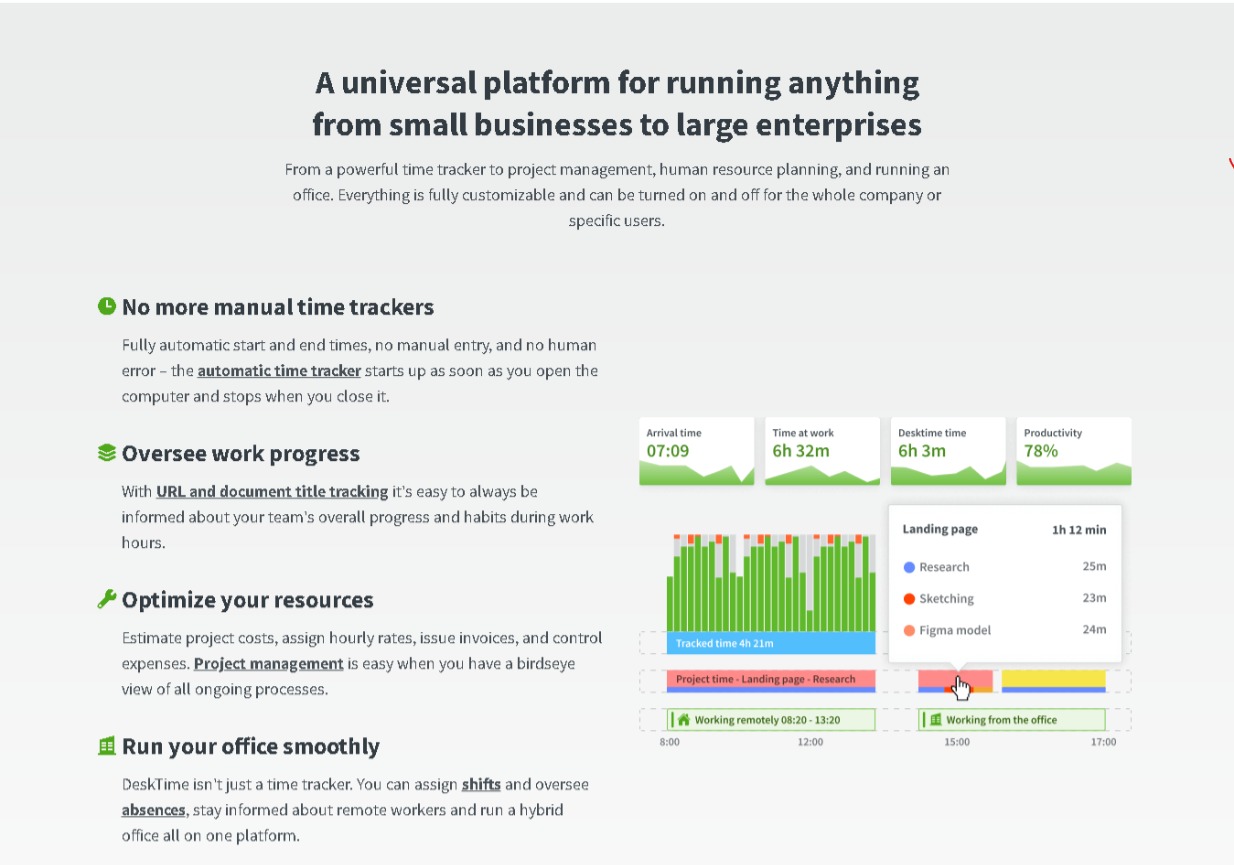 A universal platform for running anything
from small businesses to large enterprises
From a powerful time tracker to project management, human resource planning, and running an
office. Everything is fully customizable and can be turned on and off for the whole company or
specific users.
No more manual time trackers
Fully automatic start and end times, no manual entry, and no human
error – the automatic time tracker starts up as soon as you open the
computer and stops when you close it.
Oversee work progress
With URL and document title tracking it's easy to always be
informed about your team's overall progress and habits during work
hours.
Optimize your resources
Estimate project costs, assign hourly rates, issue invoices, and control
expenses. Project management is easy when you have a birdseye
view of all ongoing processes.
Run your office smoothly
DeskTime isn't just a time tracker. You can assign shifts and oversee
absences, stay informed about remote workers and run a hybrid
office all on one platform.
Arrival time
07:09
Time at work
6h 32m
Desktime time
6h 3m
Productivity
78%
Landing page 1h 12 min
Research 25m
Sketching 23m
Figma model 24m
Tracked time 4h 21m
Project time - Landing page - Research
Working remotely 08:20 - 13:20
Working from the office
8:00 12:00 15:00 17:00